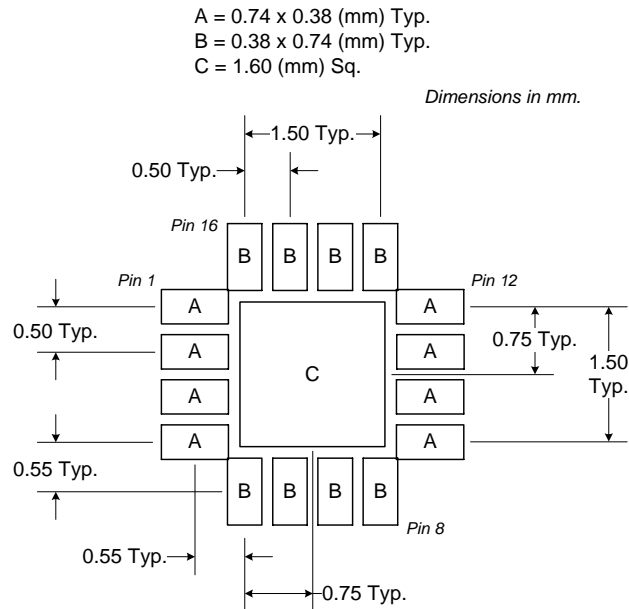 A = 0.74 x 0.38 (mm) Typ.
B = 0.38 x 0.74 (mm) Typ.
C = 1.60 (mm) Sq.
Dimensions in mm.
1.50 Typ.
0.50 Typ.
Pin 16
B B B B
Pin 1
Pin 12
A A
0.50 Typ.
0.75 Typ.
A A
1.50
Typ.
C
A A
A A
0.55 Typ.
B B B B
Pin 8
0.55 Typ.
0.75 Typ.